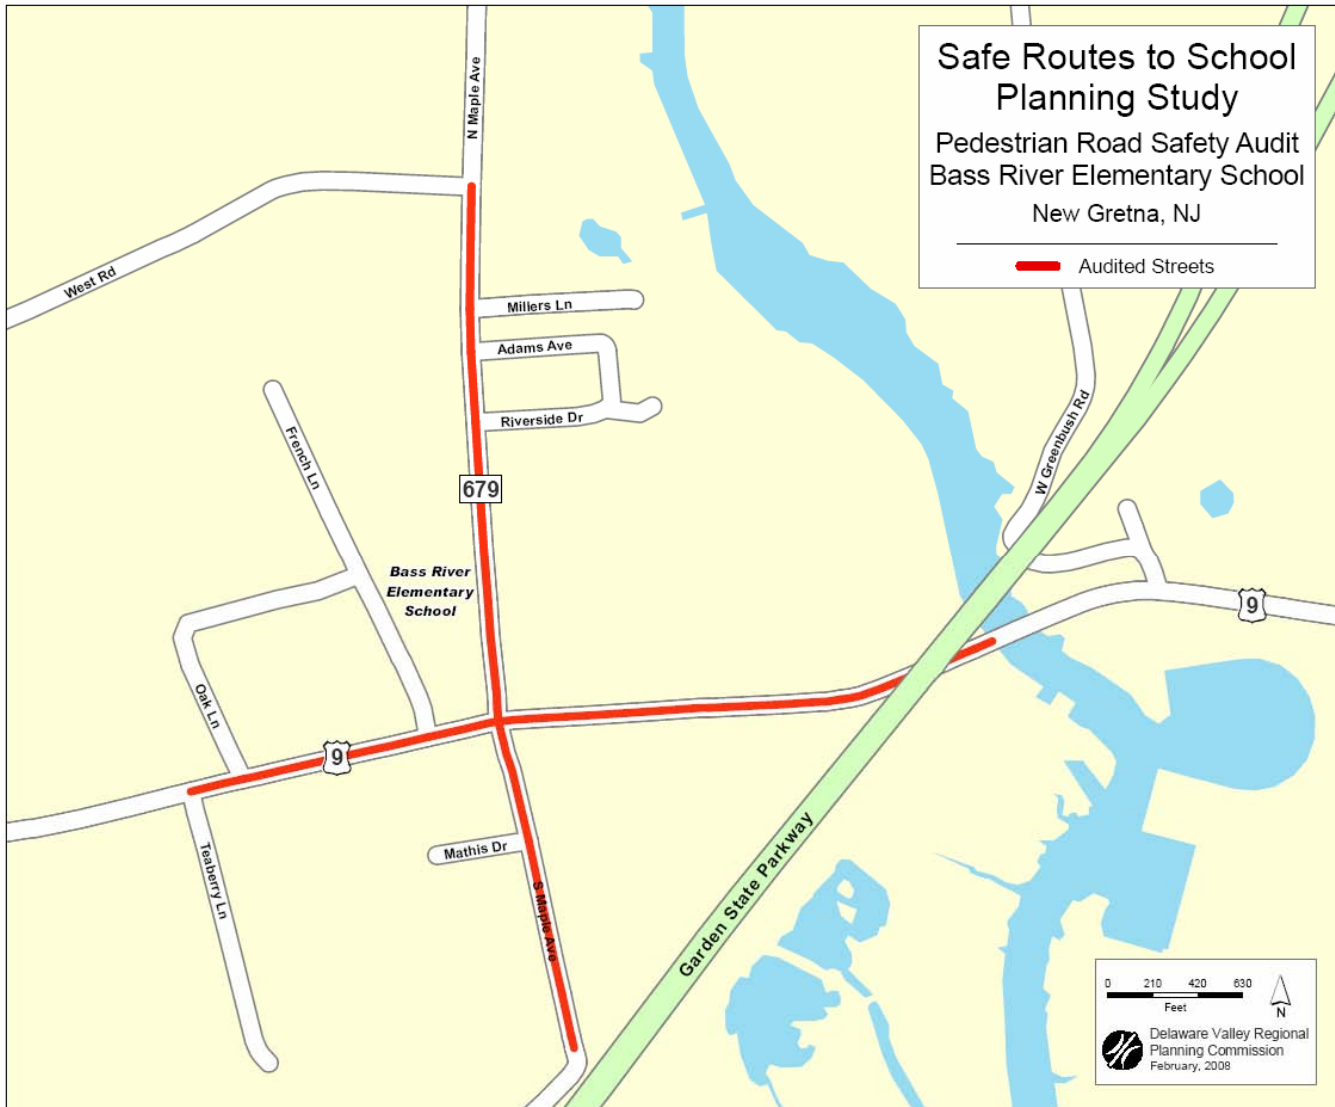 Safe Routes to School
Planning Study
Pedestrian Road Safety Audit
Bass River Elementary School
New Gretna, NJ
Audited Streets
N Maple Ave
West Rd
Millers Ln
Adams Ave
Riverside Dr
French Ln
W Greenbush Rd
679
Bass River
Elementary
School
9
Oak Ln
9
Mathis Dr
Teaberry Ln
S Maple Ave
Garden State Parkway
0 210 420 630
Feet
N
Delaware Valley Regional
Planning Commission
February, 2008